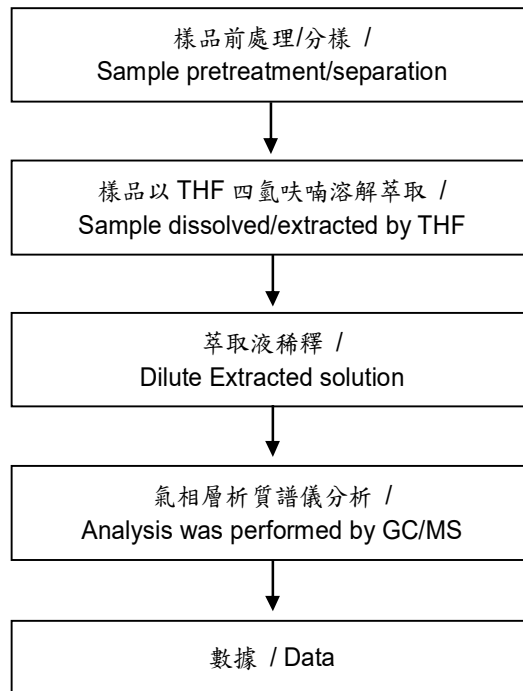 樣品前處理/分樣 /
Sample pretreatment/separation
樣品以 THF 四氫呋喃溶解萃取 /
Sample dissolved/extracted by THF
萃取液稀釋 /
Dilute Extracted solution
氣相層析質譜儀分析 /
Analysis was performed by GC/MS
數據 / Data